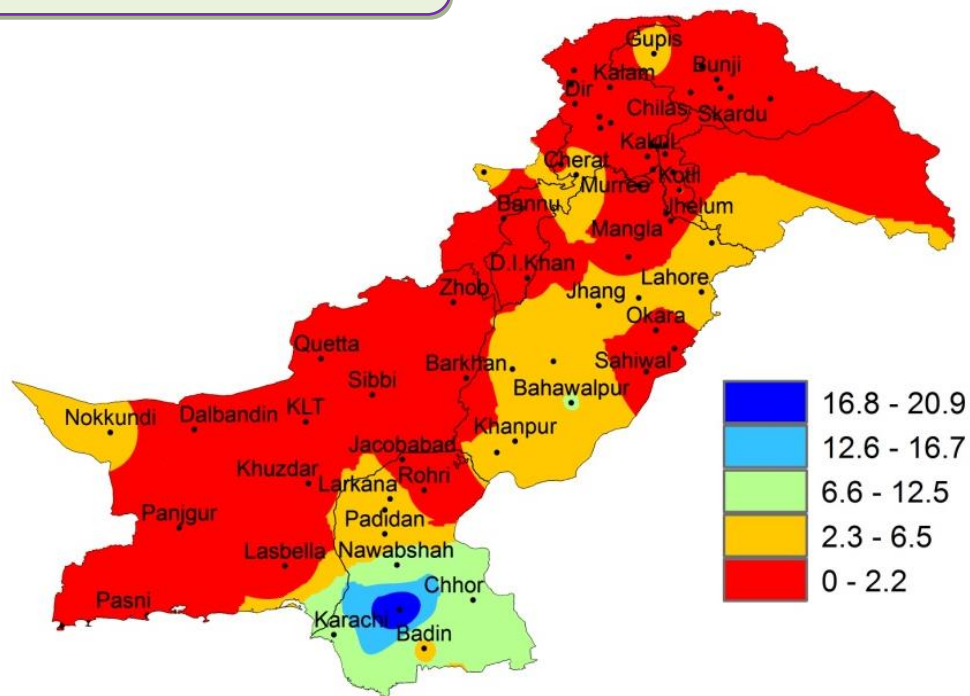 Gupis
Bunji
Kalam
Dir
Chilas
Skardu
Kakul
Cherat
Murree
Kotli
Bannu
Jhelum
Mangla
D.I.Khan
Zhob
Jhang
Lahore
Okara
Quetta
Barkhan
Sahiwal
Sibbi
Bahawalpur
Nokkundi
Dalbandin
KLT
Khanpur
Jacobabad
Khuzdar
Rohri
Larkana
Panjgur
Padidan
Lasbella
Nawabshah
Pasni
Chhor
Karachi
Badin
16.8 - 20.9
12.6 - 16.7
6.6 - 12.5
2.3 - 6.5
0 - 2.2